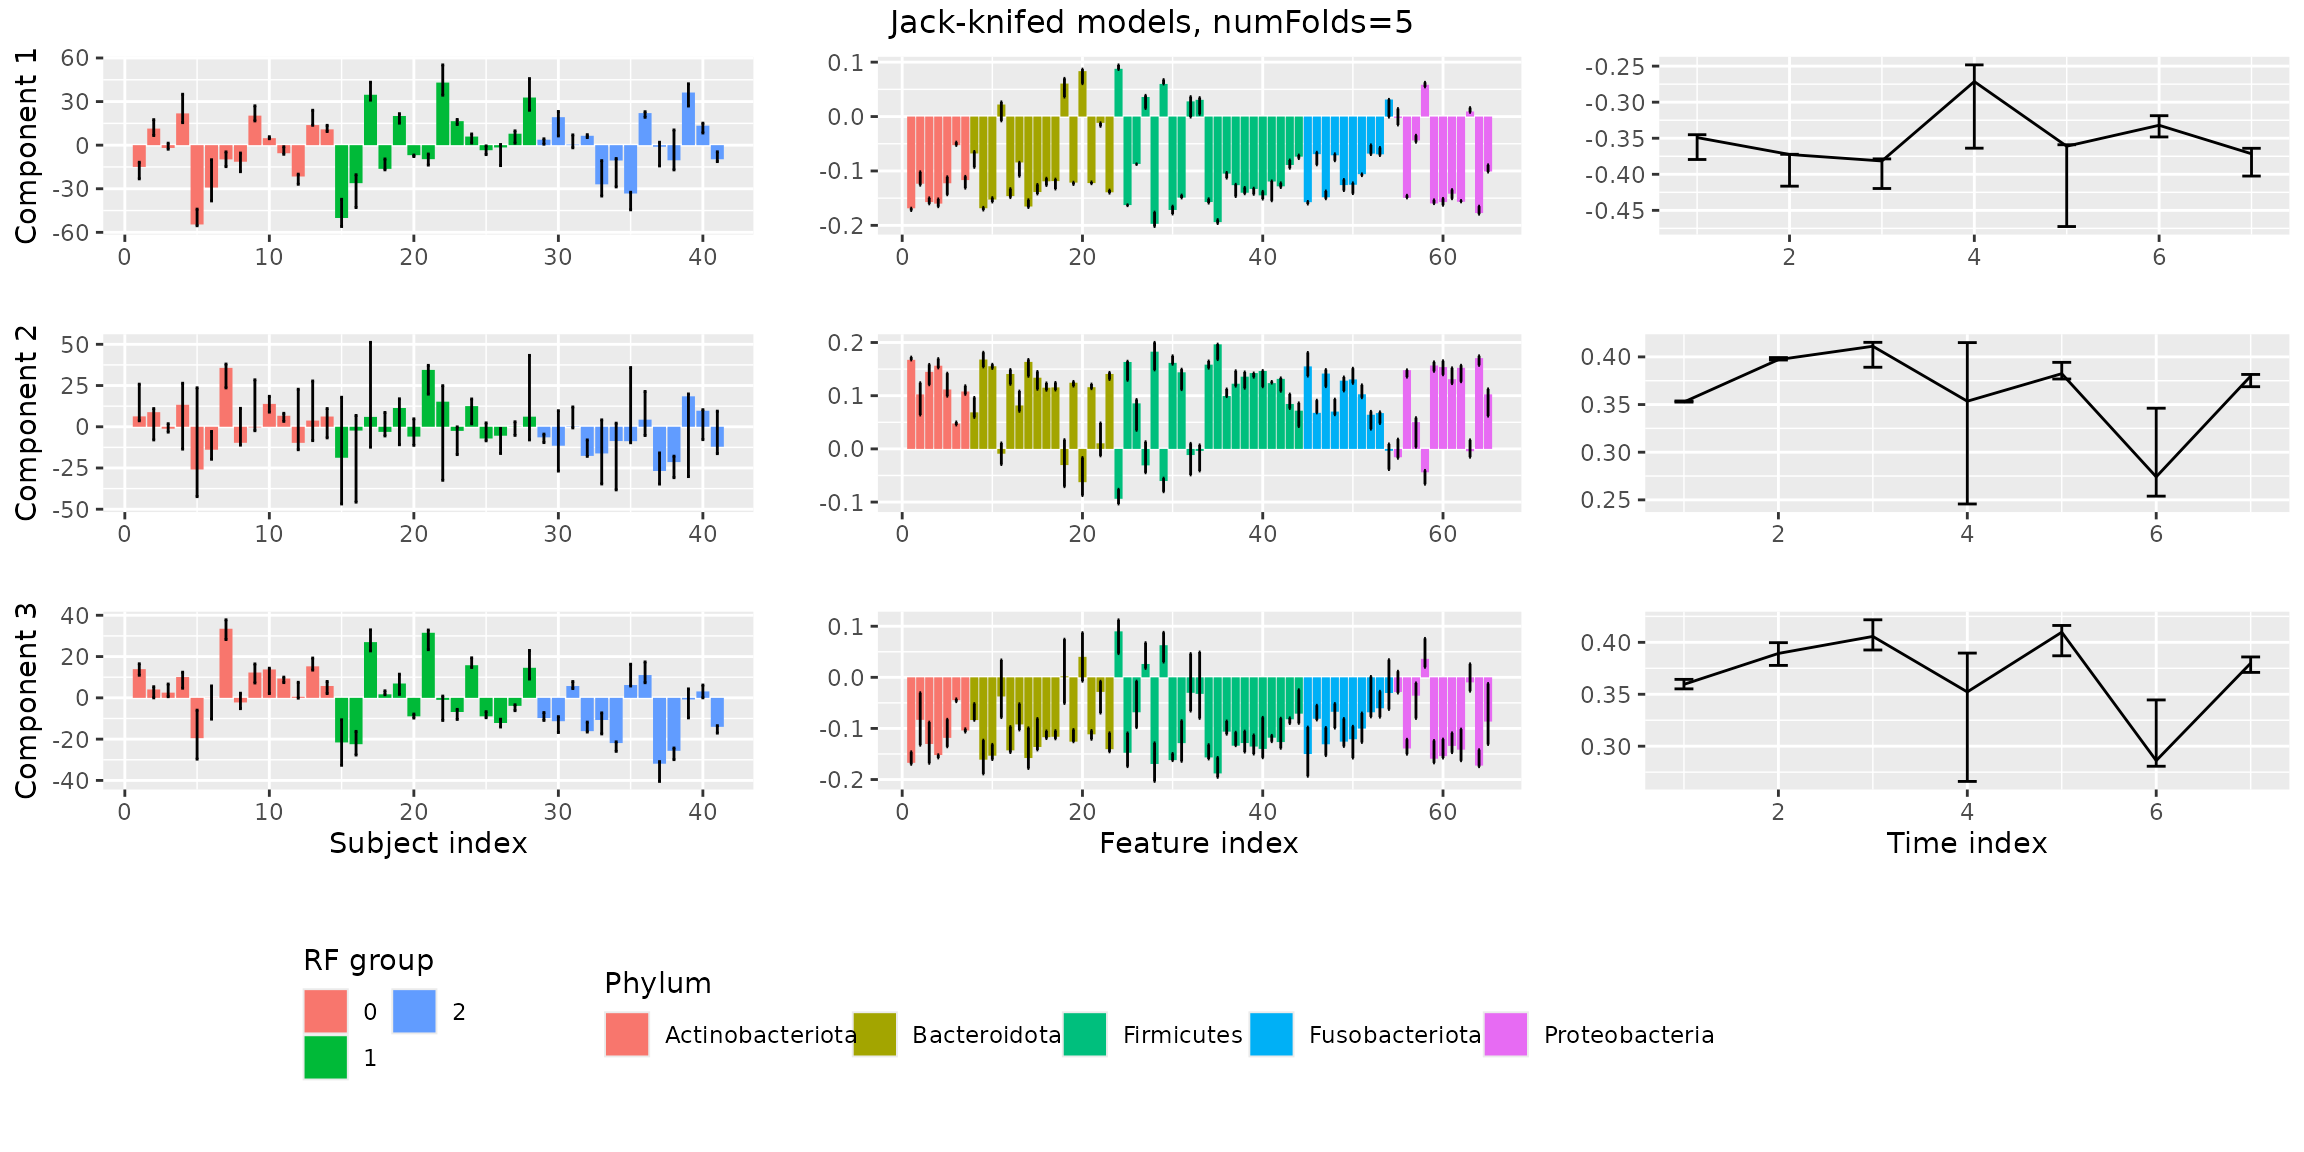 Jack-knifed models, numFolds=5
Component 1
60
30
0
-30
-60
0 10 20 30 40
0.1
0.0
-0.1
-0.2
0 20 40 60
-0.25
-0.30
-0.35
-0.40
-0.45
2 4 6
Component 2
50
25
0
-25
-50
0 10 20 30 40
0.2
0.1
0.0
-0.1
0 20 40 60
0.40
0.35
0.30
0.25
2 4 6
Component 3
40
20
0
-20
-40
0 10 20 30 40
Subject index
0.1
0.0
-0.1
-0.2
0 20 40 60
Feature index
0.40
0.35
0.30
2 4 6
Time index
RF group
0 2
1
Phylum
Actinobacteriota Bacteroidota Firmicutes Fusobacteriota Proteobacteria